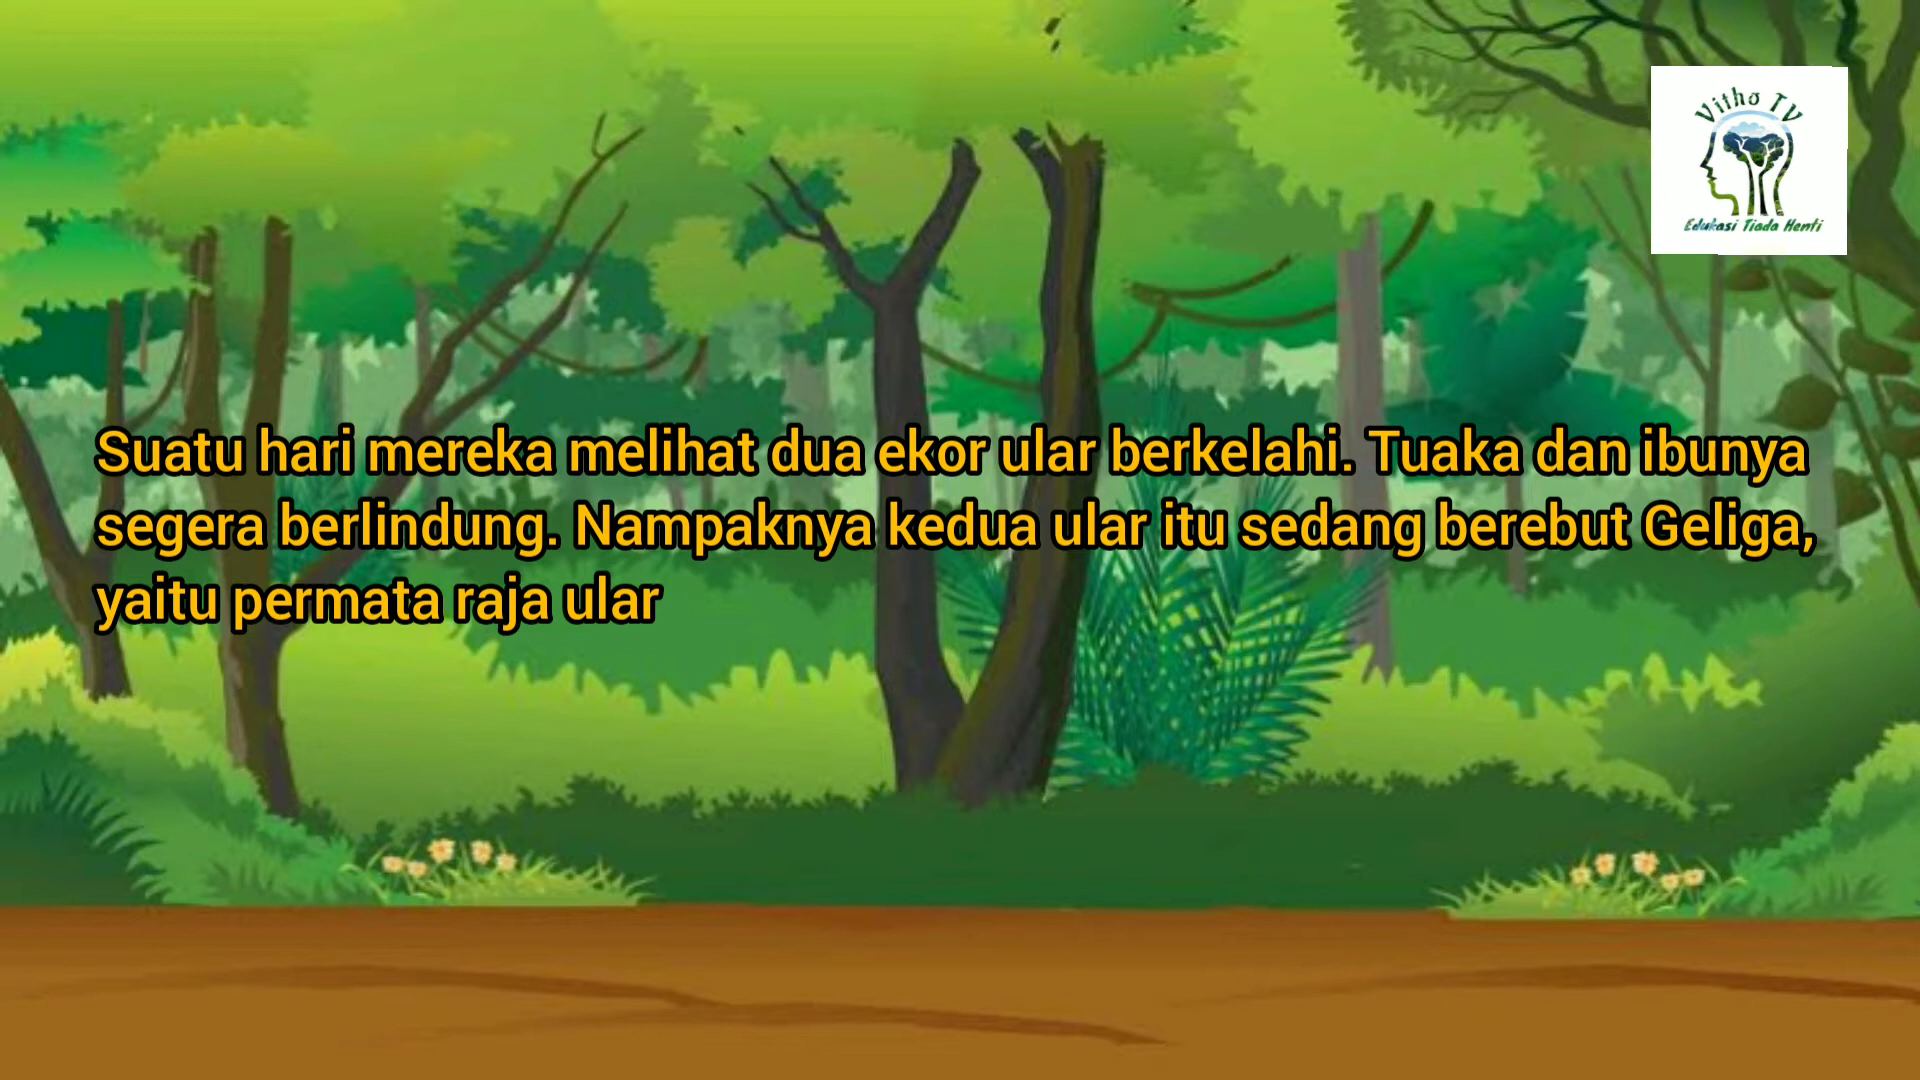 Vitho TV
Edukasi Tiada Henti
Suatu hari mereka melihat dua ekor ular berkelahi. Tuaka dan ibunya
segera berlindung. Nampaknya kedua ular itu sedang berebut Geliga,
yaitu permata raja ular